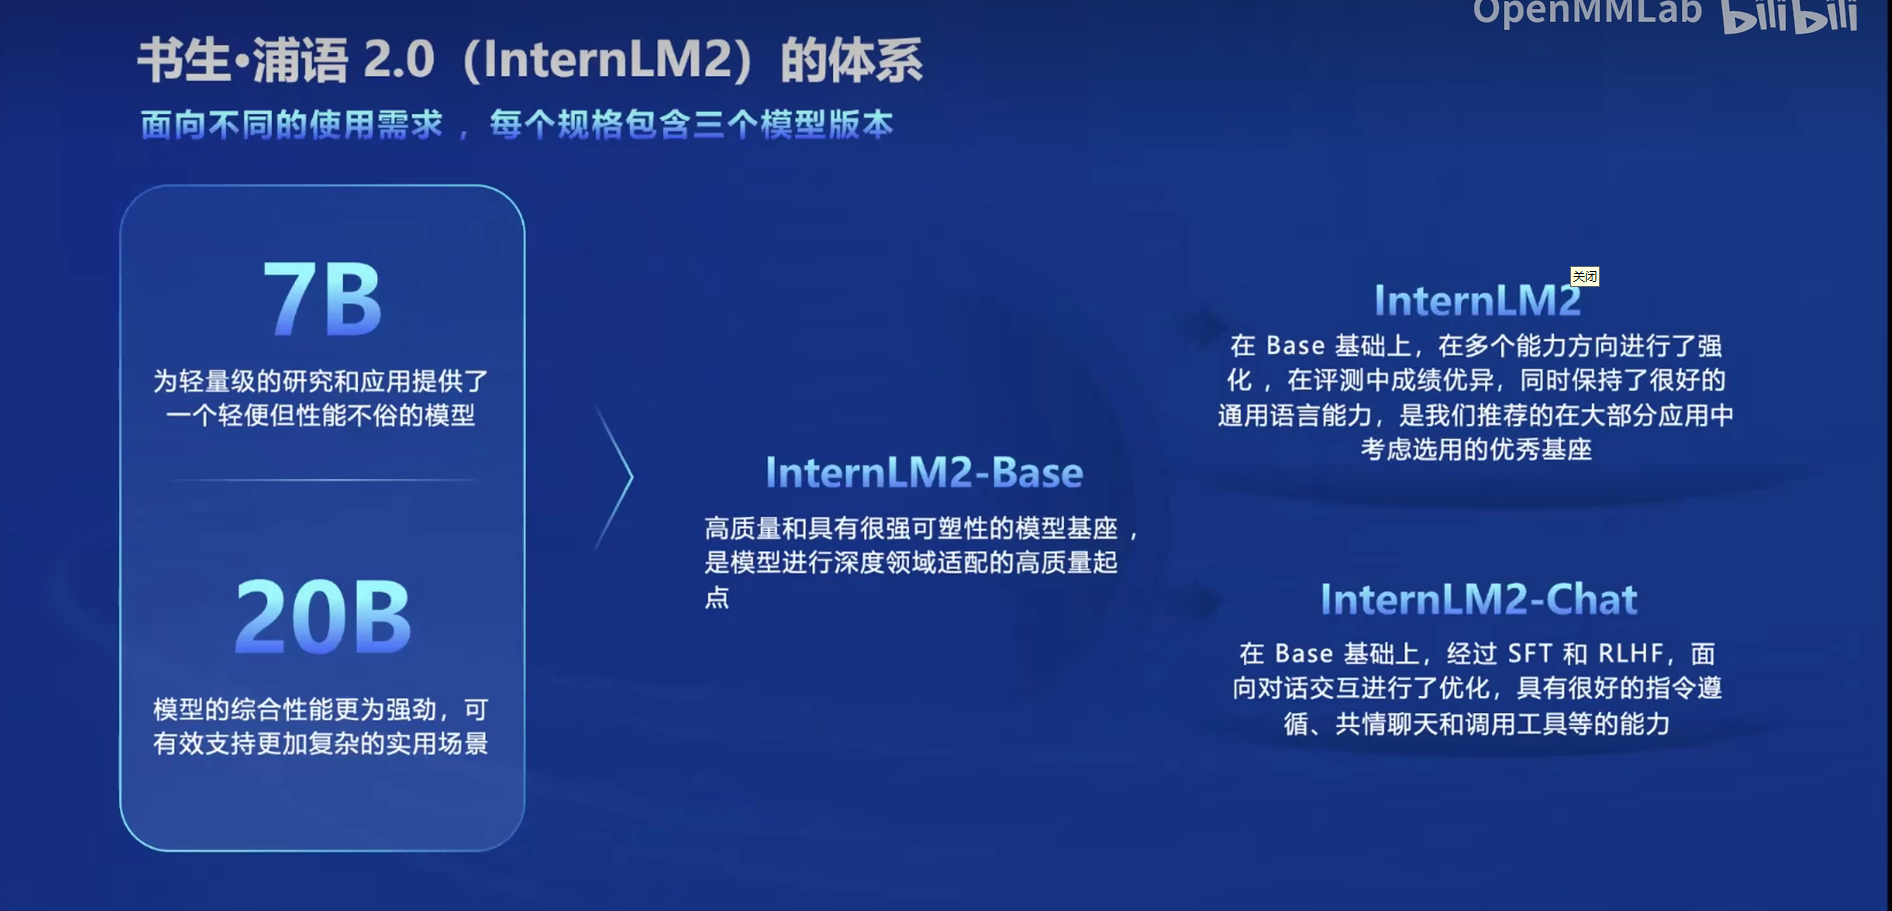 OpenMMLab bilibili
书生·浦语 2.0（InternLM2）的体系
面向不同的使用需求，每个规格包含三个模型版本
7B
为轻量级的研究和应用提供了
一个轻便但性能不俗的模型
20B
模型的综合性能更为强劲，可
有效支持更加复杂的实用场景
InternLM2-Base
高质量和具有很强可塑性的模型基座，
是模型进行深度领域适配的高质量起
点
关闭
InternLM2
在 Base 基础上，在多个能力方向进行了强
化，在评测中成绩优异，同时保持了很好的
通用语言能力，是我们推荐的在大部分应用中
考虑选用的优秀基座
InternLM2-Chat
在 Base 基础上，经过 SFT 和 RLHF，面
向对话交互进行了优化，具有很好的指令遵
循、共情聊天和调用工具等的能力